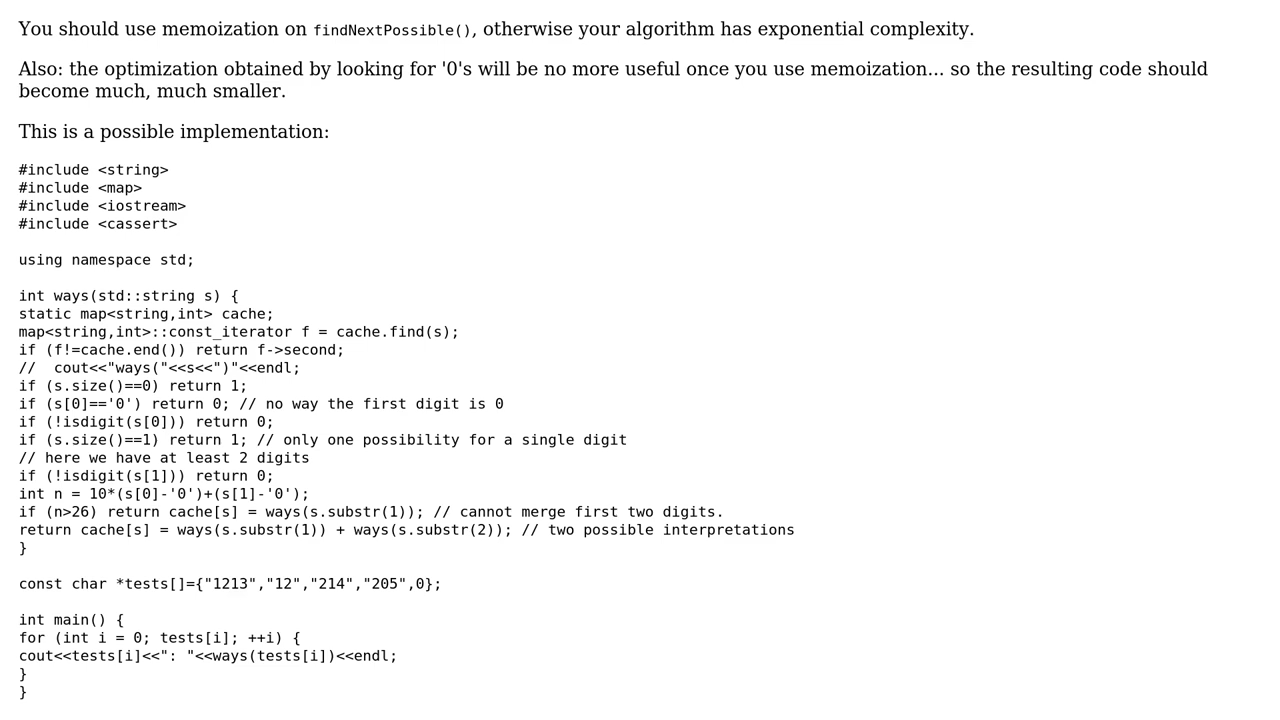 You should use memoization on findNextPossible(), otherwise your algorithm has exponential complexity.
Also: the optimization obtained by looking for '0's will be no more useful once you use memoization... so the resulting code should
become much, much smaller.
This is a possible implementation:
#include <string>
#include <map>
#include <iostream>
#include <cassert>
using namespace std;
int ways(std::string s) {
static map<string,int> cache;
map<string,int>::const_iterator f = cache.find(s);
if (f!=cache.end()) return f->second;
//  cout<<"ways("<<s<<")"<<endl;
if (s.size()==0) return 1;
if (s[0]=='0') return 0; // no way the first digit is 0
if (!isdigit(s[0])) return 0;
if (s.size()==1) return 1; // only one possibility for a single digit
// here we have at least 2 digits
if (!isdigit(s[1])) return 0;
int n = 10*(s[0]-'0')+(s[1]-'0');
if (n>26) return cache[s] = ways(s.substr(1)); // cannot merge first two digits.
return cache[s] = ways(s.substr(1)) + ways(s.substr(2)); // two possible interpretations
}
const char *tests[]={"1213","12","214","205",0};
int main() {
for (int i = 0; tests[i]; ++i) {
cout<<tests[i]<<": "<<ways(tests[i])<<endl;
}
}